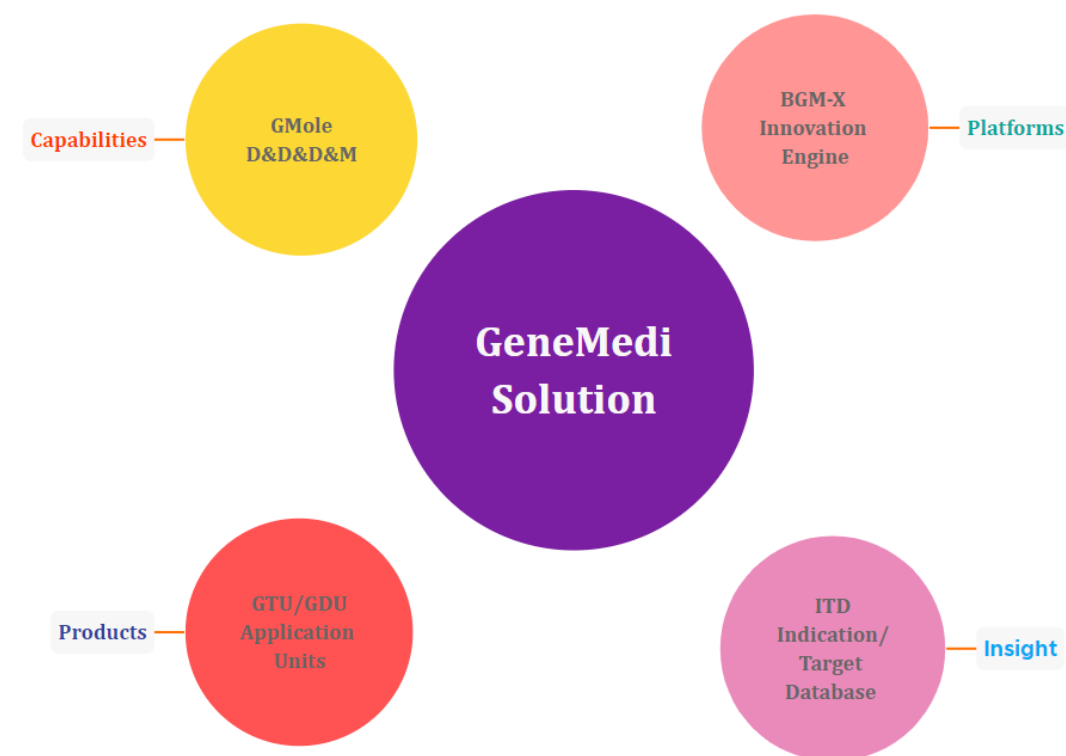 Capabilities
GMole
D&D&D&M
BGM-X
Innovation
Engine
Platforms
GeneMedi
Solution
Products
GTU/GDU
Application
Units
ITD
Indication/
Target
Database
Insight